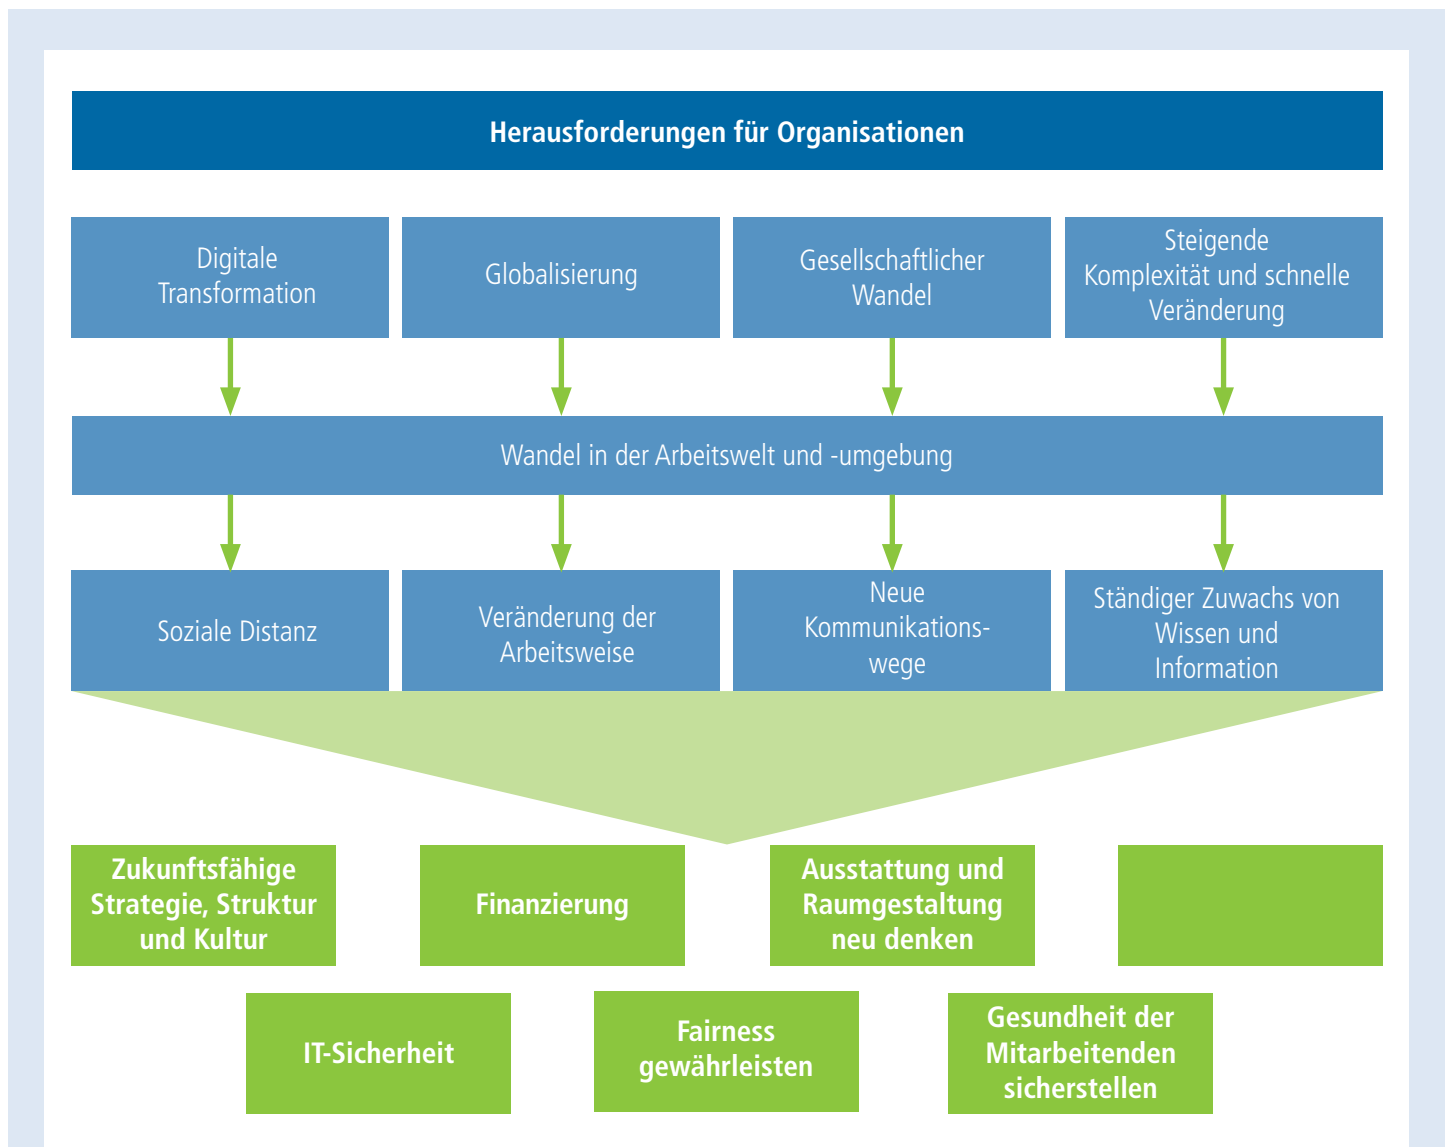 Herausforderungen für Organisationen
Digitale
Transformation
Globalisierung
Gesellschaftlicher
Wandel
Steigende
Komplexität und schnelle
Veränderung
Wandel in der Arbeitswelt und -umgebung
Soziale Distanz
Veränderung der
Arbeitsweise
Neue
Kommunikations-
wege
Ständiger Zuwachs von
Wissen und
Information
Zukunftsfähige
Strategie, Struktur
und Kultur
Finanzierung
Ausstattung und
Raumgestaltung
neu denken
IT-Sicherheit
Fairness
gewährleisten
Gesundheit der
Mitarbeitenden
sicherstellen